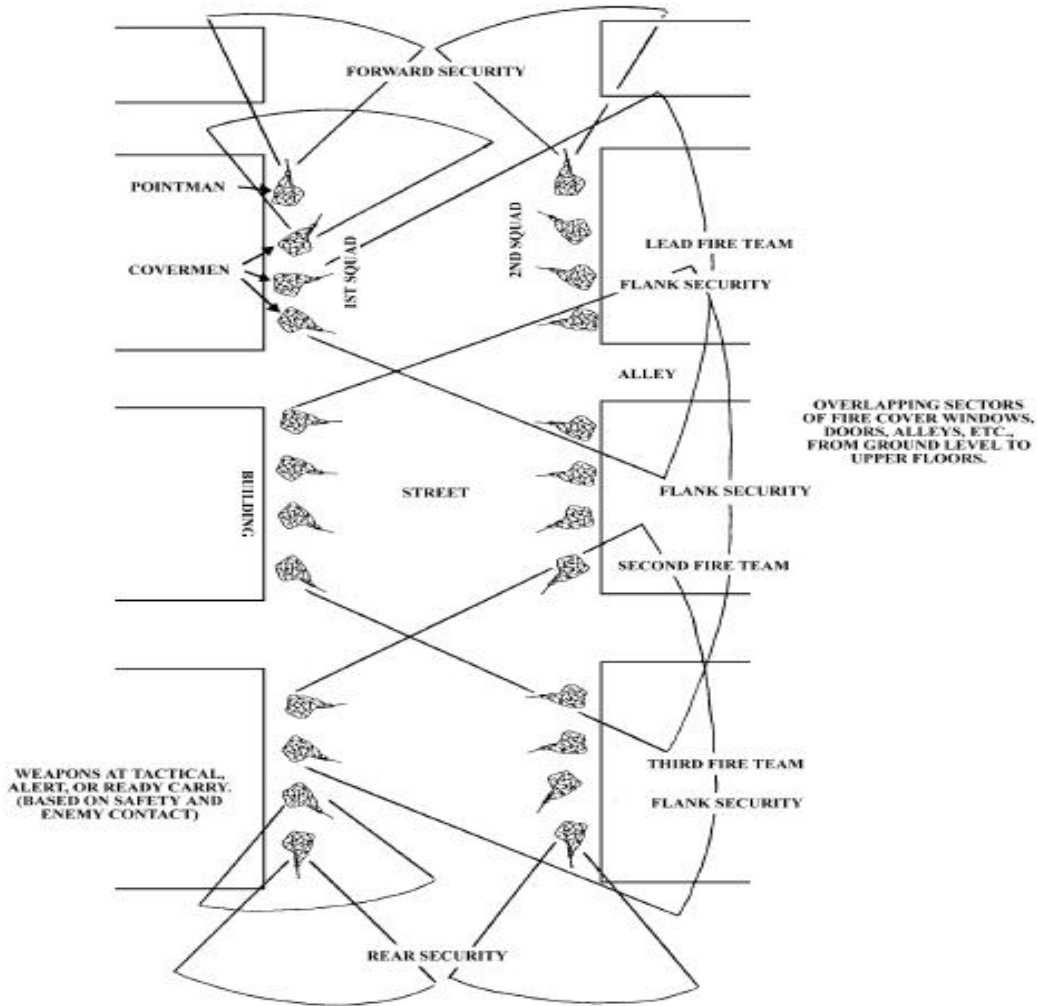 FORWARD SECURITY
POINTMAN
1ST SQUAD
2ND SQUAD
LEAD FIRE TEAM
COVERMEN
FLANK SECURITY
ALLEY
OVERLAPPING SECTORS
OF FIRE COVER WINDOWS,
DOORS, ALLEYS, ETC.,
FROM GROUND LEVEL TO
UPPER FLOORS.
BUILDING
STREET
FLANK SECURITY
SECOND FIRE TEAM
WEAPONS AT TACTICAL,
ALERT, OR READY CARRY.
(BASED ON SAFETY AND
ENEMY CONTACT)
THIRD FIRE TEAM
FLANK SECURITY
REAR SECURITY